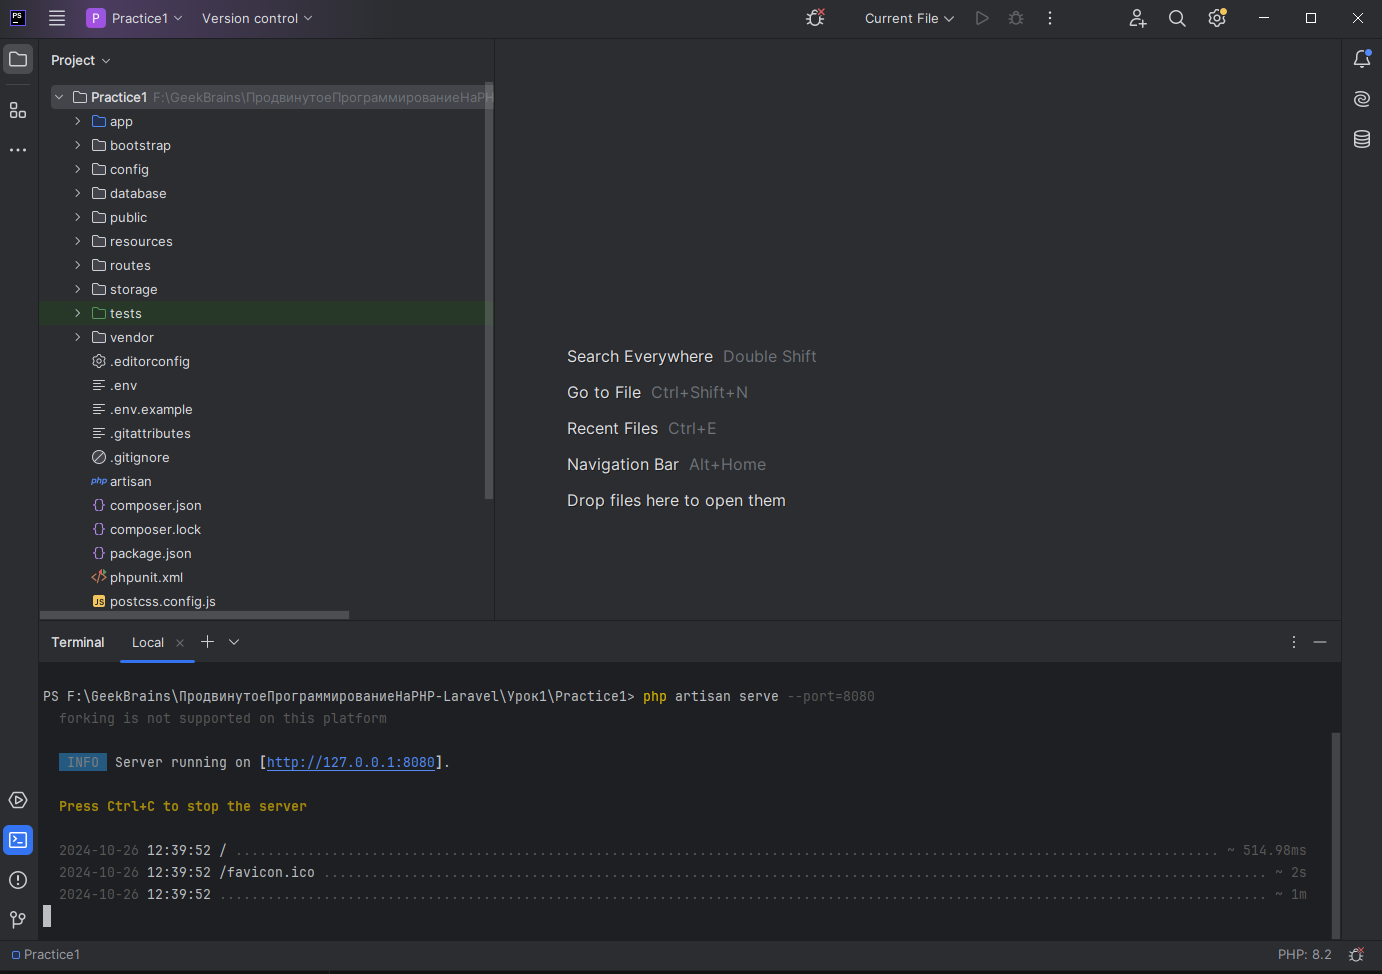 PS
P Practice1 Version control Current File
Project
Practice1 F:\GeekBrains\ПродвинутоеПрограммированиеНаPH
app
bootstrap
config
database
public
resources
routes
storage
tests
vendor
.editorconfig
.env
.env.example
.gitattributes
.gitignore
php artisan
{} composer.json
{} composer.lock
{} package.json
</> phpunit.xml
JS postcss.config.js
Search Everywhere Double Shift
Go to File Ctrl+Shift+N
Recent Files Ctrl+E
Navigation Bar Alt+Home
Drop files here to open them
Terminal Local
PS F:\GeekBrains\ПродвинутоеПрограммированиеНаPHP-Laravel\Урок1\Practice1> php artisan serve --port=8080
forking is not supported on this platform
INFO Server running on [http://127.0.0.1:8080].
Press Ctrl+C to stop the server
2024-10-26 12:39:52 / ........................................................................................................................... ~ 514.98ms
2024-10-26 12:39:52 /favicon.ico ...................................................................................................................... ~ 2s
2024-10-26 12:39:52 ................................................................................................................................... ~ 1m
Practice1 PHP: 8.2